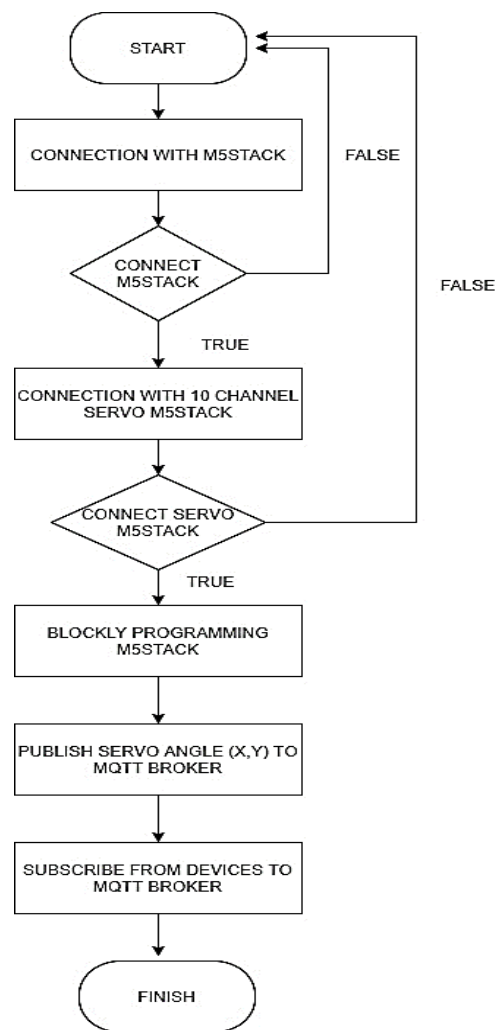 START
CONNECTION WITH M5STACK
FALSE
CONNECT
M5STACK
FALSE
TRUE
CONNECTION WITH 10 CHANNEL
SERVO M5STACK
CONNECT SERVO
M5STACK
TRUE
BLOCKLY PROGRAMMING
M5STACK
PUBLISH SERVO ANGLE (X,Y) TO
MQTT BROKER
SUBSCRIBE FROM DEVICES TO
MQTT BROKER
FINISH